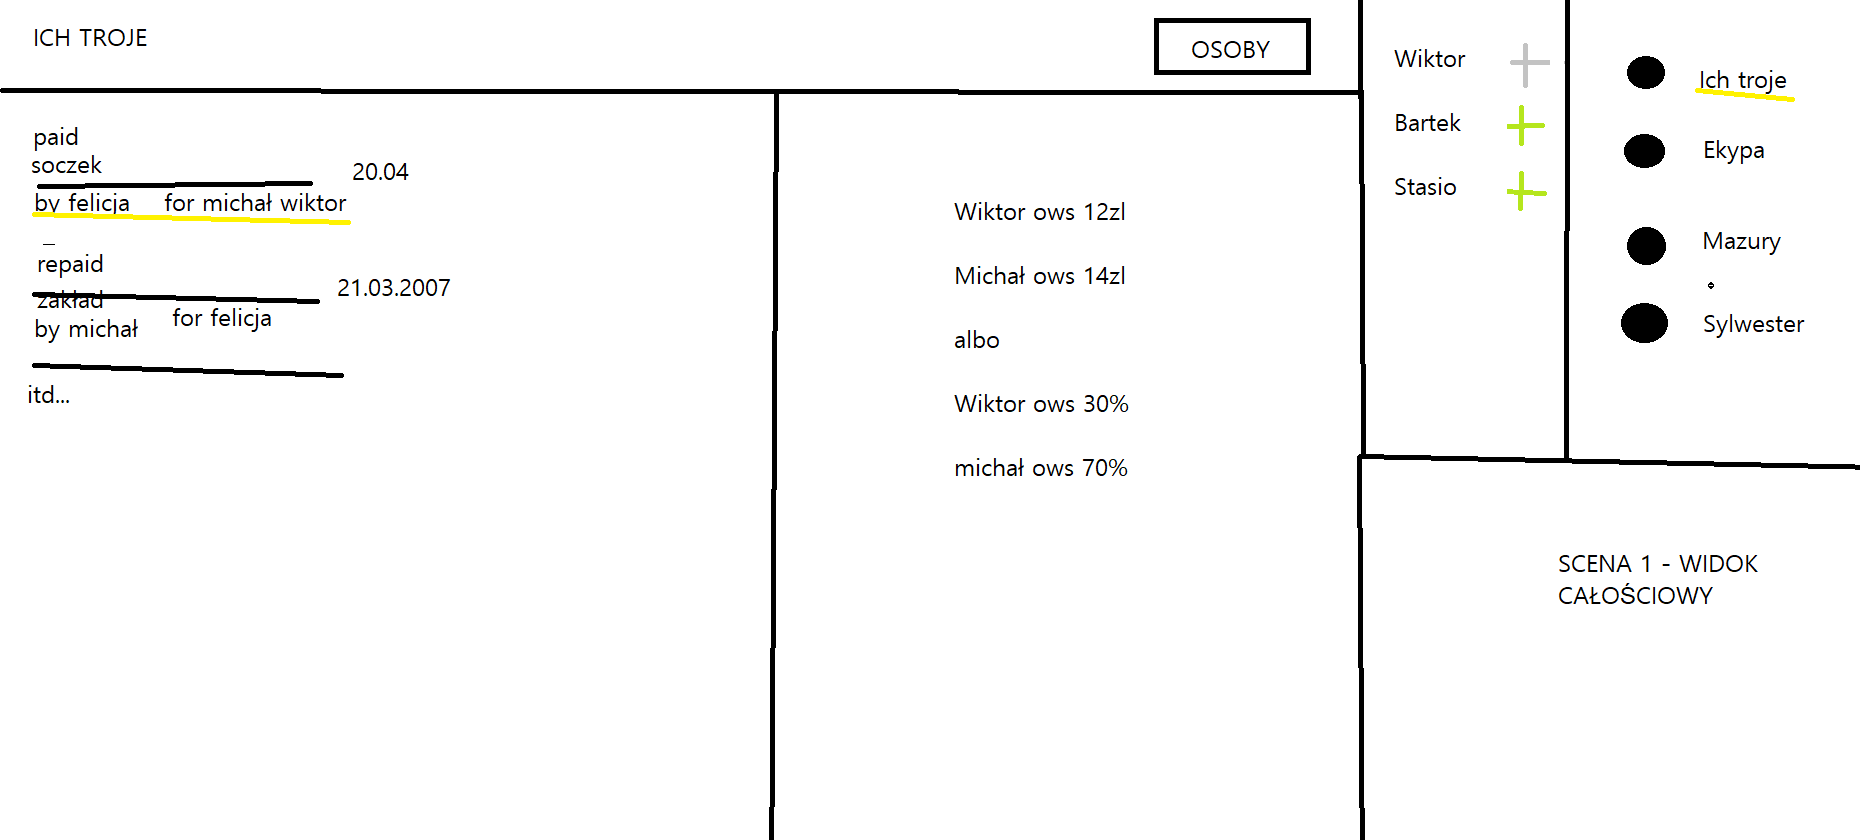 ICH TROJE
OSOBY
paid
soczek
20.04
by felicja for michał wiktor
repaid
zakład
21.03.2007
by michał for felicja
itd...
Wiktor ows 12zl
Michał ows 14zl
albo
Wiktor ows 30%
michał ows 70%
Wiktor
Bartek
Stasio
Ich troje
Ekypa
Mazury
Sylwester
SCENA 1 - WIDOK
CAŁOŚCIOWY